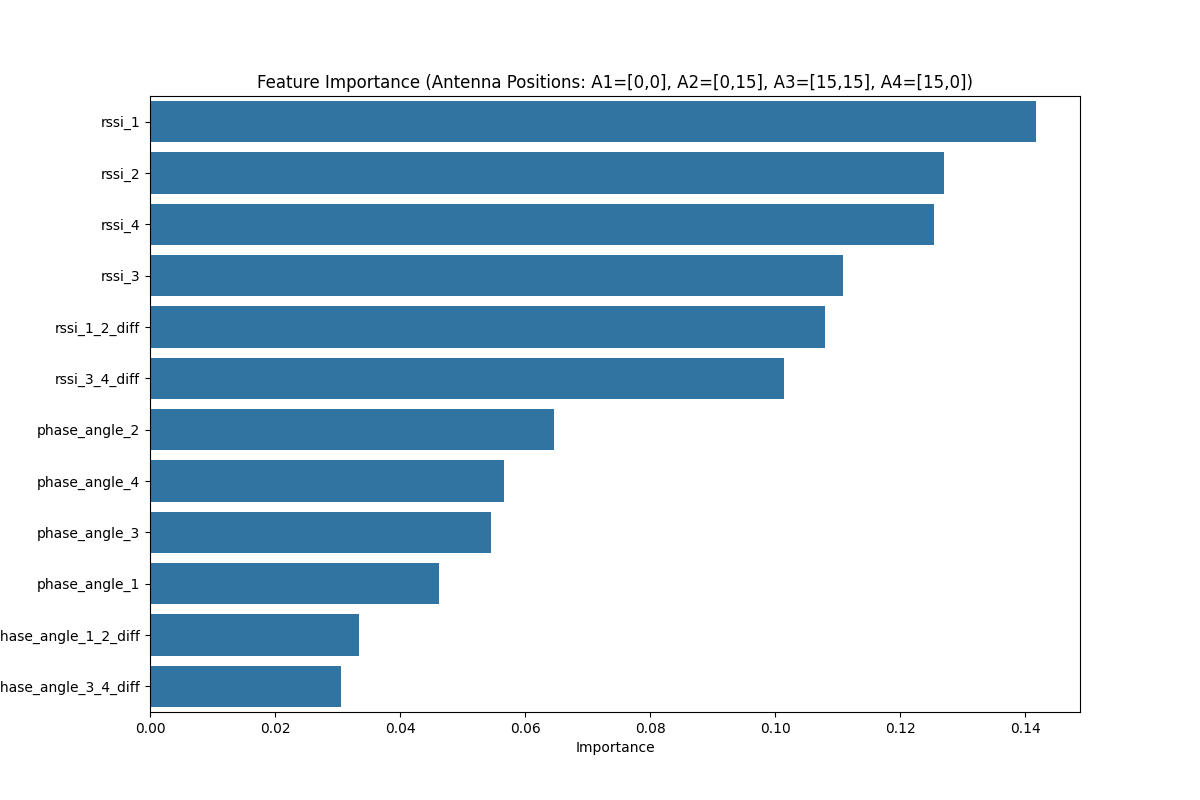 Feature Importance (Antenna Positions: A1=[0,0], A2=[0,15], A3=[15,15], A4=[15,0])
rssi_1
rssi_2
rssi_4
rssi_3
rssi_1_2_diff
rssi_3_4_diff
phase_angle_2
phase_angle_4
phase_angle_3
phase_angle_1
hase_angle_1_2_diff
hase_angle_3_4_diff
0.00 0.02 0.04 0.06 0.08 0.10 0.12 0.14
Importance